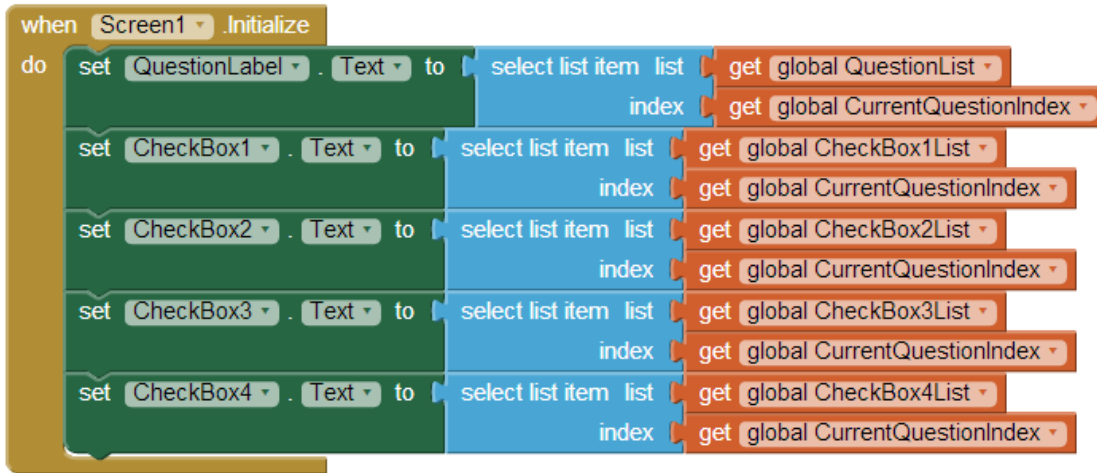 when Screen1 .Initialize
do set QuestionLabel . Text to select list item list get global QuestionList
index get global CurrentQuestionIndex
set CheckBox1 . Text to select list item list get global CheckBox1List
index get global CurrentQuestionIndex
set CheckBox2 . Text to select list item list get global CheckBox2List
index get global CurrentQuestionIndex
set CheckBox3 . Text to select list item list get global CheckBox3List
index get global CurrentQuestionIndex
set CheckBox4 . Text to select list item list get global CheckBox4List
index get global CurrentQuestionIndex